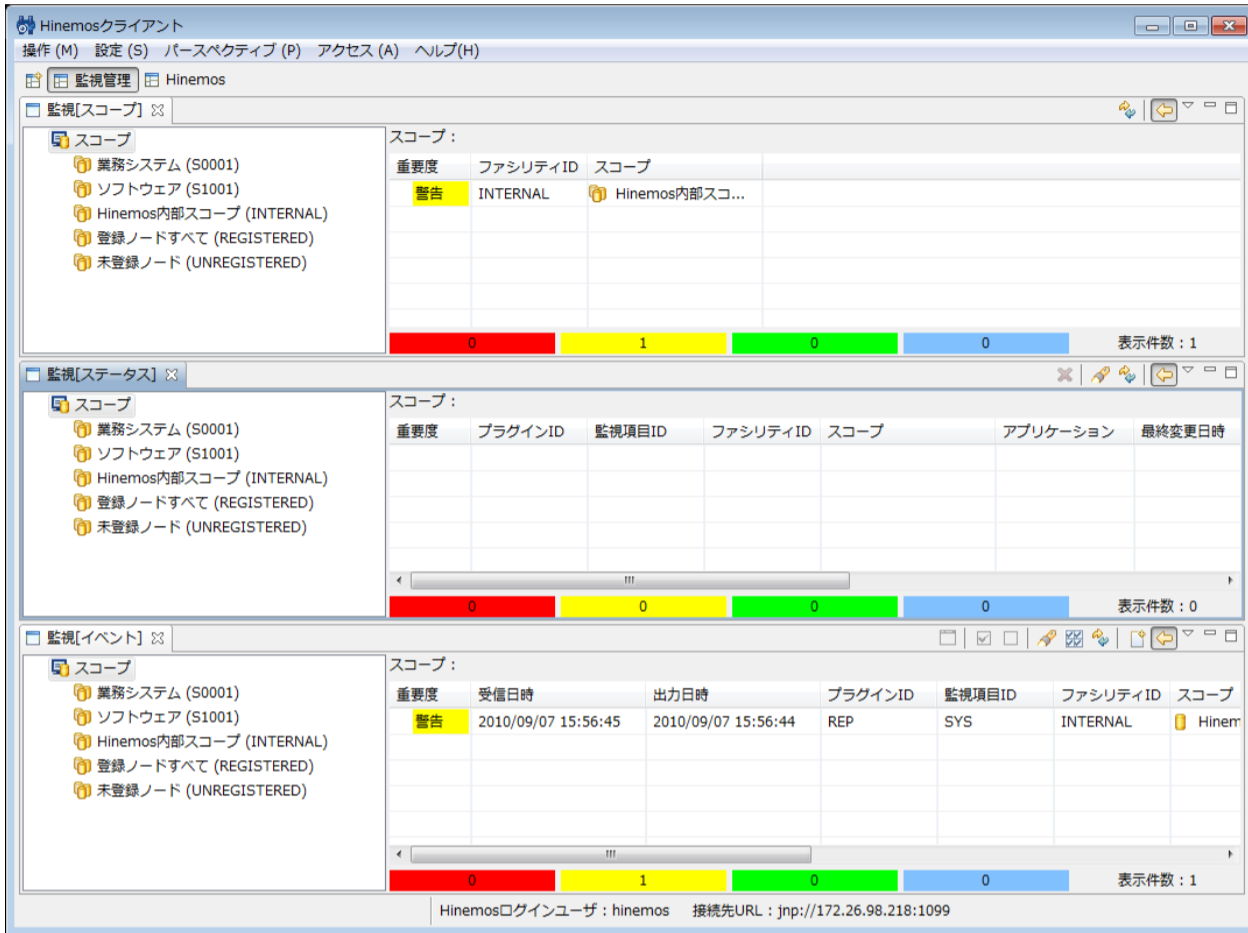 Hinemosクライアント
操作 (M) 設定 (S) パースペクティブ (P) アクセス (A) ヘルプ(H)
監視管理 Hinemos
監視[スコープ]
スコープ
業務システム (S0001)
ソフトウェア (S1001)
Hinemos内部スコープ (INTERNAL)
登録ノードすべて (REGISTERED)
未登録ノード (UNREGISTERED)
スコープ：
重要度 ファシリティID スコープ
警告 INTERNAL Hinemos内部スコ...
0 1 0 0 表示件数：1
監視[ステータス]
スコープ
業務システム (S0001)
ソフトウェア (S1001)
Hinemos内部スコープ (INTERNAL)
登録ノードすべて (REGISTERED)
未登録ノード (UNREGISTERED)
スコープ：
重要度 プラグインID 監視項目ID ファシリティID スコープ アプリケーション 最終変更日時
0 0 0 0 表示件数：0
監視[イベント]
スコープ
業務システム (S0001)
ソフトウェア (S1001)
Hinemos内部スコープ (INTERNAL)
登録ノードすべて (REGISTERED)
未登録ノード (UNREGISTERED)
スコープ：
重要度 受信日時 出力日時 プラグインID 監視項目ID ファシリティID スコープ
警告 2010/09/07 15:56:45 2010/09/07 15:56:44 REP SYS INTERNAL Hinem
0 1 0 0 表示件数：1
Hinemosログインユーザ：hinemos 接続先URL：jnp://172.26.98.218:1099